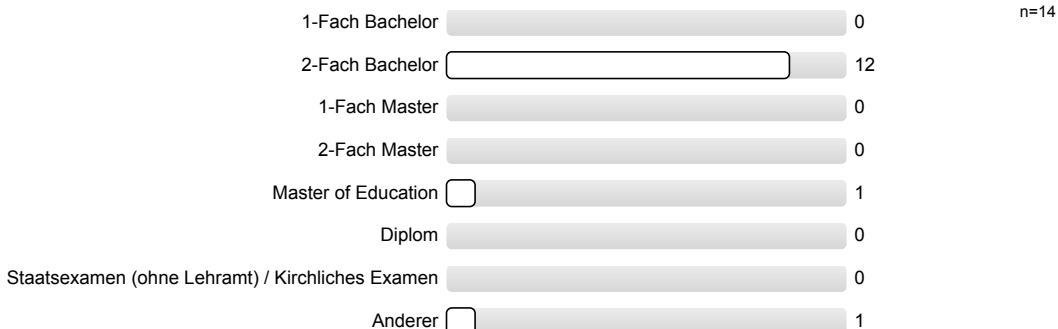 n=14
1-Fach Bachelor 0
2-Fach Bachelor 12
1-Fach Master 0
2-Fach Master 0
Master of Education 1
Diplom 0
Staatsexamen (ohne Lehramt) / Kirchliches Examen 0
Anderer 1